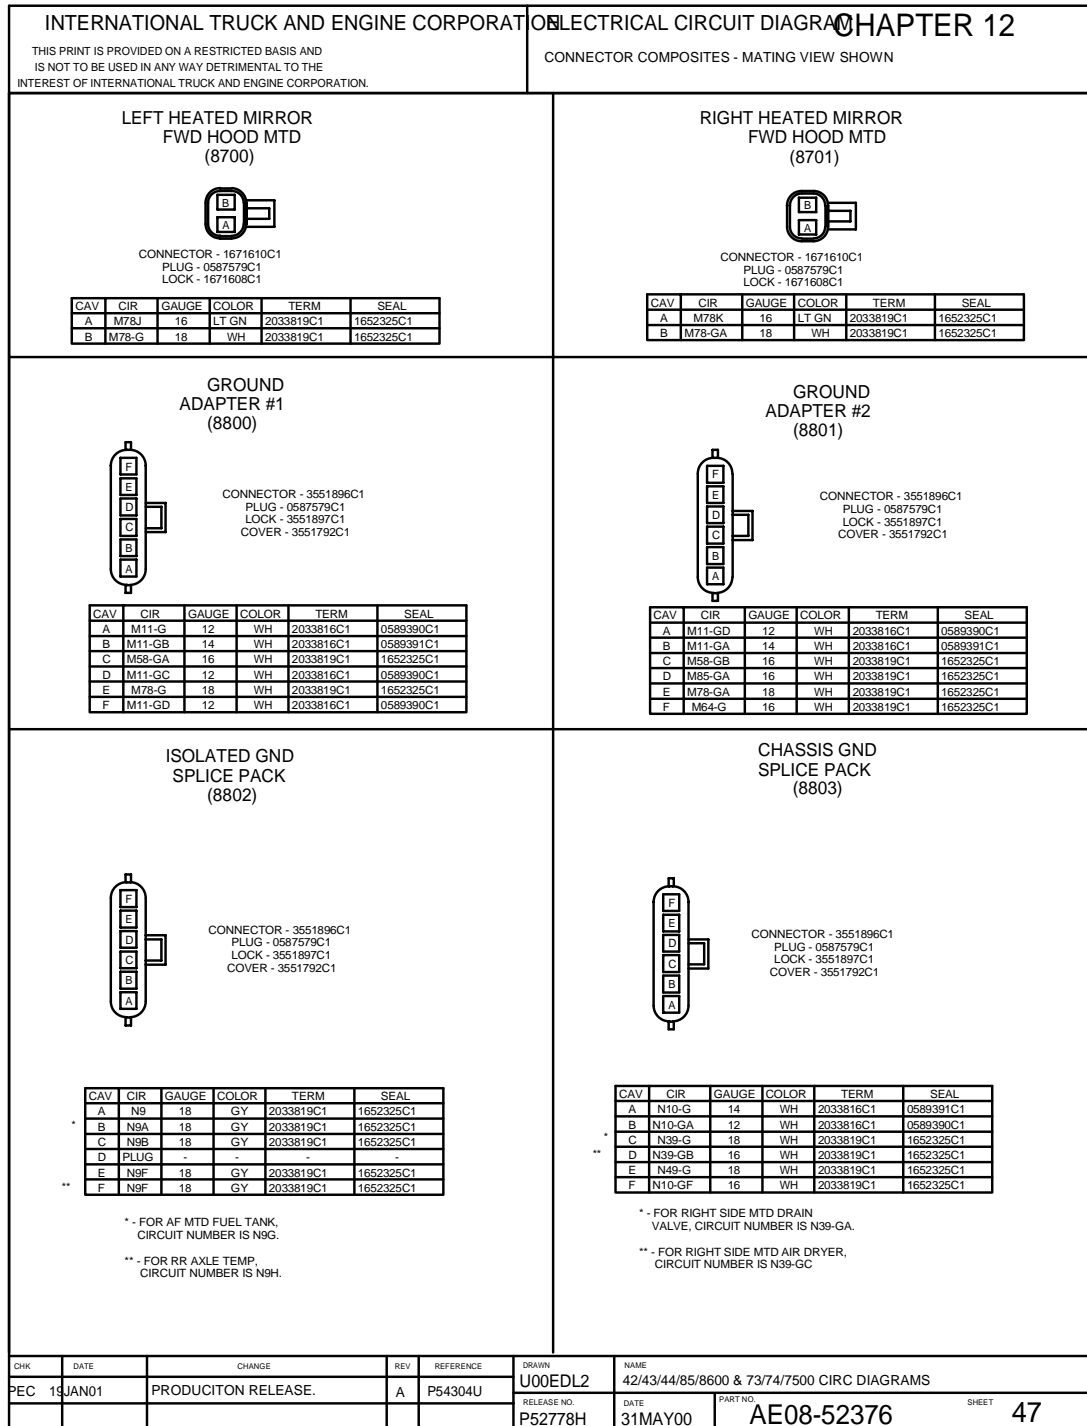 INTERNATIONAL TRUCK AND ENGINE CORPORATION
THIS PRINT IS PROVIDED ON A RESTRICTED BASIS AND
IS NOT TO BE USED IN ANY WAY DETRIMENTAL TO THE
INTEREST OF INTERNATIONAL TRUCK AND ENGINE CORPORATION.
ELECTRICAL CIRCUIT DIAGRAM
CHAPTER 12
CONNECTOR COMPOSITES - MATING VIEW SHOWN
LEFT HEATED MIRROR
FWD HOOD MTD
(8700)
B
A
CONNECTOR - 1671610C1
PLUG - 0587579C1
LOCK - 1671608C1
CAV CIR GAUGE COLOR TERM SEAL
A M78J 16 LT GN 2033819C1 1652325C1
B M78-G 18 WH 2033819C1 1652325C1
RIGHT HEATED MIRROR
FWD HOOD MTD
(8701)
B
A
CONNECTOR - 1671610C1
PLUG - 0587579C1
LOCK - 1671608C1
CAV CIR GAUGE COLOR TERM SEAL
A M78K 16 LT GN 2033819C1 1652325C1
B M78-GA 18 WH 2033819C1 1652325C1
GROUND
ADAPTER #1
(8800)
F
E
D
C
B
A
CONNECTOR - 3551896C1
PLUG - 0587579C1
LOCK - 3551897C1
COVER - 3551792C1
CAV CIR GAUGE COLOR TERM SEAL
A M11-G 12 WH 2033816C1 0589390C1
B M11-GB 14 WH 2033816C1 0589391C1
C M58-GA 16 WH 2033819C1 1652325C1
D M11-GC 12 WH 2033816C1 0589390C1
E M78-G 18 WH 2033819C1 1652325C1
F M11-GD 12 WH 2033816C1 0589390C1
GROUND
ADAPTER #2
(8801)
F
E
D
C
B
A
CONNECTOR - 3551896C1
PLUG - 0587579C1
LOCK - 3551897C1
COVER - 3551792C1
CAV CIR GAUGE COLOR TERM SEAL
A M11-GD 12 WH 2033816C1 0589390C1
B M11-GA 14 WH 2033816C1 0589391C1
C M58-GB 16 WH 2033819C1 1652325C1
D M85-GA 16 WH 2033819C1 1652325C1
E M78-GA 18 WH 2033819C1 1652325C1
F M64-G 16 WH 2033819C1 1652325C1
ISOLATED GND
SPLICE PACK
(8802)
F
E
D
C
B
A
CONNECTOR - 3551896C1
PLUG - 0587579C1
LOCK - 3551897C1
COVER - 3551792C1
CAV CIR GAUGE COLOR TERM SEAL
A N9 18 GY 2033819C1 1652325C1
* B N9A 18 GY 2033819C1 1652325C1
C N9B 18 GY 2033819C1 1652325C1
D PLUG - - - -
E N9F 18 GY 2033819C1 1652325C1
** F N9F 18 GY 2033819C1 1652325C1
* - FOR AF MTD FUEL TANK,
CIRCUIT NUMBER IS N9G.
** - FOR RR AXLE TEMP,
CIRCUIT NUMBER IS N9H.
CHASSIS GND
SPLICE PACK
(8803)
F
E
D
C
B
A
CONNECTOR - 3551896C1
PLUG - 0587579C1
LOCK - 3551897C1
COVER - 3551792C1
CAV CIR GAUGE COLOR TERM SEAL
A N10-G 14 WH 2033816C1 0589391C1
B N10-GA 12 WH 2033816C1 0589390C1
* C N39-G 18 WH 2033819C1 1652325C1
** D N39-GB 16 WH 2033819C1 1652325C1
E N49-G 18 WH 2033819C1 1652325C1
F N10-GF 16 WH 2033819C1 1652325C1
* - FOR RIGHT SIDE MTD DRAIN
VALVE, CIRCUIT NUMBER IS N39-GA.
** - FOR RIGHT SIDE MTD AIR DRYER,
CIRCUIT NUMBER IS N39-GC
CHK DATE CHANGE REV REFERENCE
PEC 19JAN01 PRODUCITON RELEASE. A P54304U
DRAWN
U00EDL2
NAME
42/43/44/85/8600 & 73/74/7500 CIRC DIAGRAMS
RELEASE NO.
P52778H
DATE
31MAY00
PART NO.
AE08-52376
SHEET 47